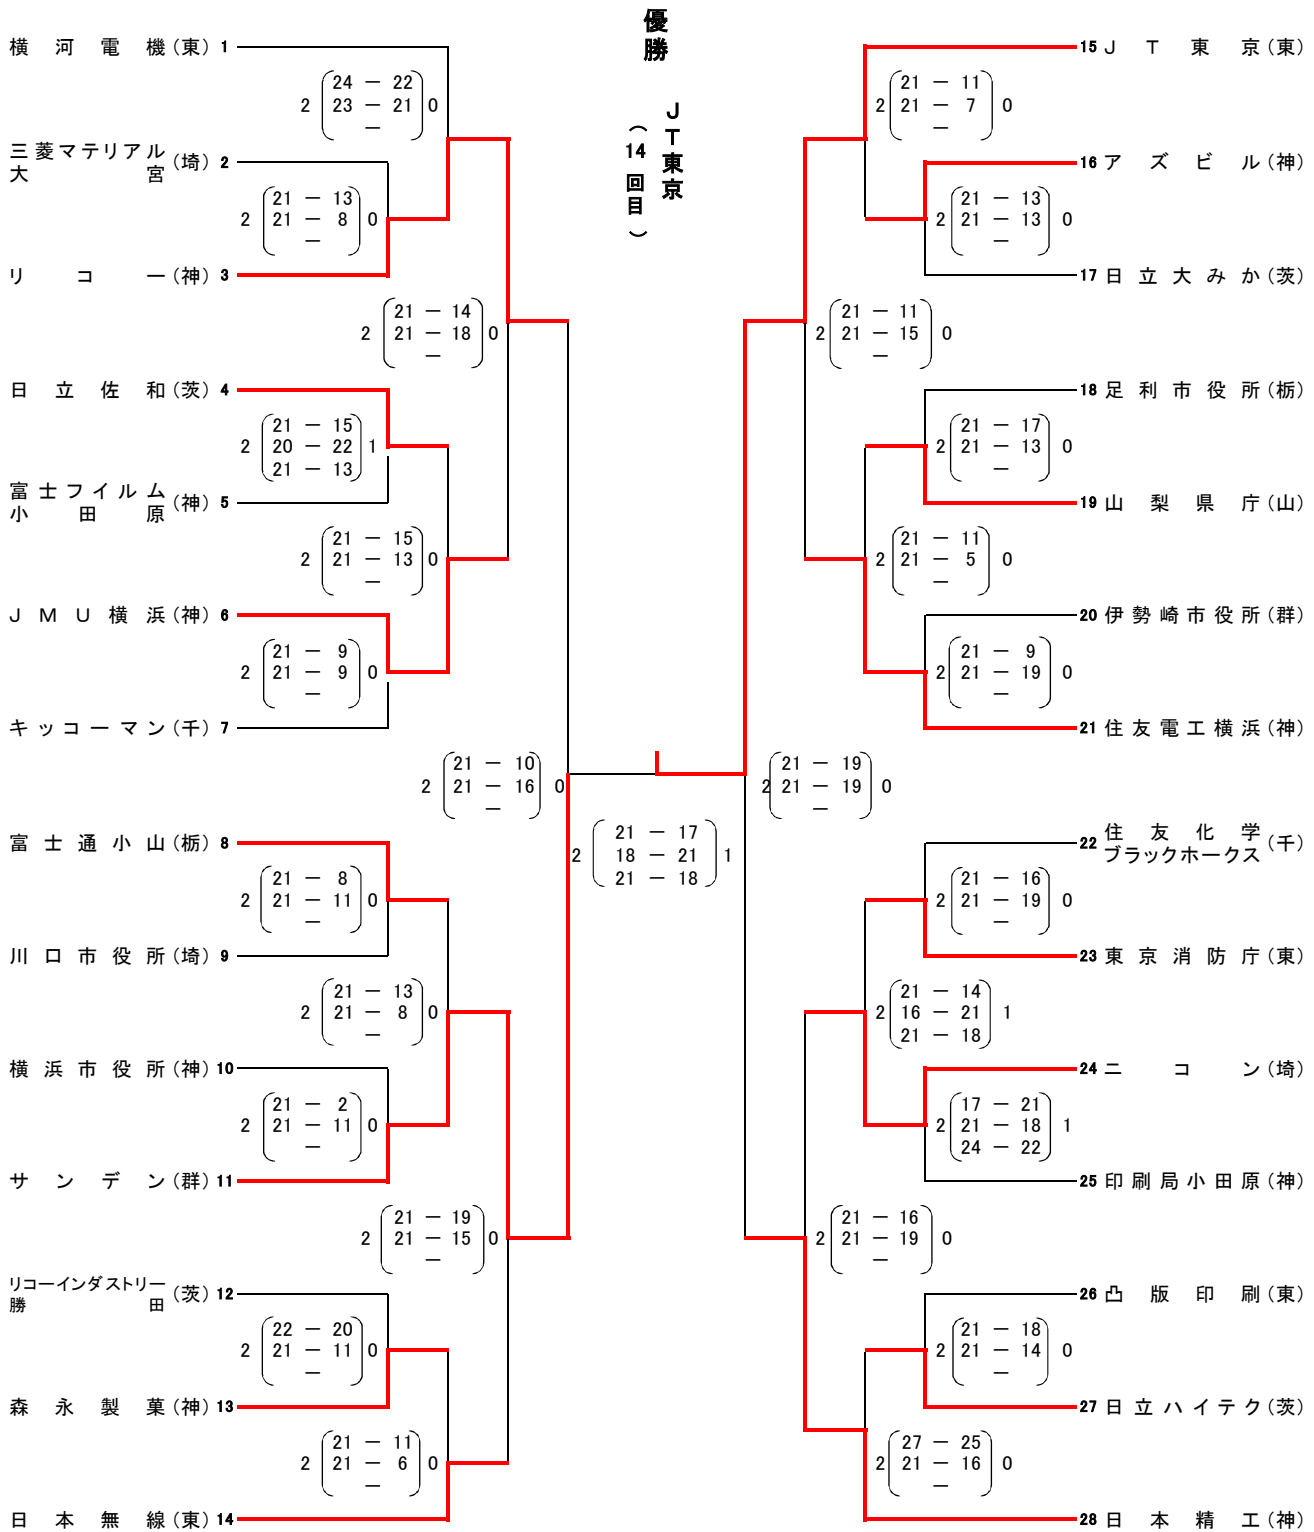 優勝
JT東京
(14回目)
横河電機(東) 1
24 － 22
2 23 － 21 0
－
三菱マテリアル
大宮
(埼) 2
21 － 13
2 21 － 8 0
－
リコー(神) 3
21 － 14
2 21 － 18 0
－
日立佐和(茨) 4
21 － 15
2 20 － 22 1
21 － 13
富士フイルム
小田原
(神) 5
21 － 15
2 21 － 13 0
－
JMU横浜(神) 6
21 － 9
2 21 － 9 0
－
キッコーマン(千) 7
21 － 10
2 21 － 16 0
－
富士通小山(栃) 8
21 － 8
2 21 － 11 0
－
川口市役所(埼) 9
21 － 13
2 21 － 8 0
－
横浜市役所(神) 10
21 － 2
2 21 － 11 0
－
サンデン(群) 11
21 － 19
2 21 － 15 0
－
リコーインダストリー
勝田
(茨) 12
22 － 20
2 21 － 11 0
－
森永製菓(神) 13
21 － 11
2 21 － 6 0
－
日本無線(東) 14
21 － 17
2 18 － 21 1
21 － 18
15 JT東京(東)
21 － 11
2 21 － 7 0
－
16 アズビル(神)
21 － 13
2 21 － 13 0
－
17 日立大みか(茨)
21 － 11
2 21 － 15 0
－
18 足利市役所(栃)
21 － 17
2 21 － 13 0
－
19 山梨県庁(山)
21 － 11
2 21 － 5 0
－
20 伊勢崎市役所(群)
21 － 9
2 21 － 19 0
－
21 住友電工横浜(神)
21 － 19
2 21 － 19 0
－
22 住友化学
ブラックホークス
(千)
21 － 16
2 21 － 19 0
－
23 東京消防庁(東)
21 － 14
2 16 － 21 1
21 － 18
24 ニコン(埼)
17 － 21
2 21 － 18 1
24 － 22
25 印刷局小田原(神)
21 － 16
2 21 － 19 0
－
26 凸版印刷(東)
21 － 18
2 21 － 14 0
－
27 日立ハイテク(茨)
27 － 25
2 21 － 16 0
－
28 日本精工(神)